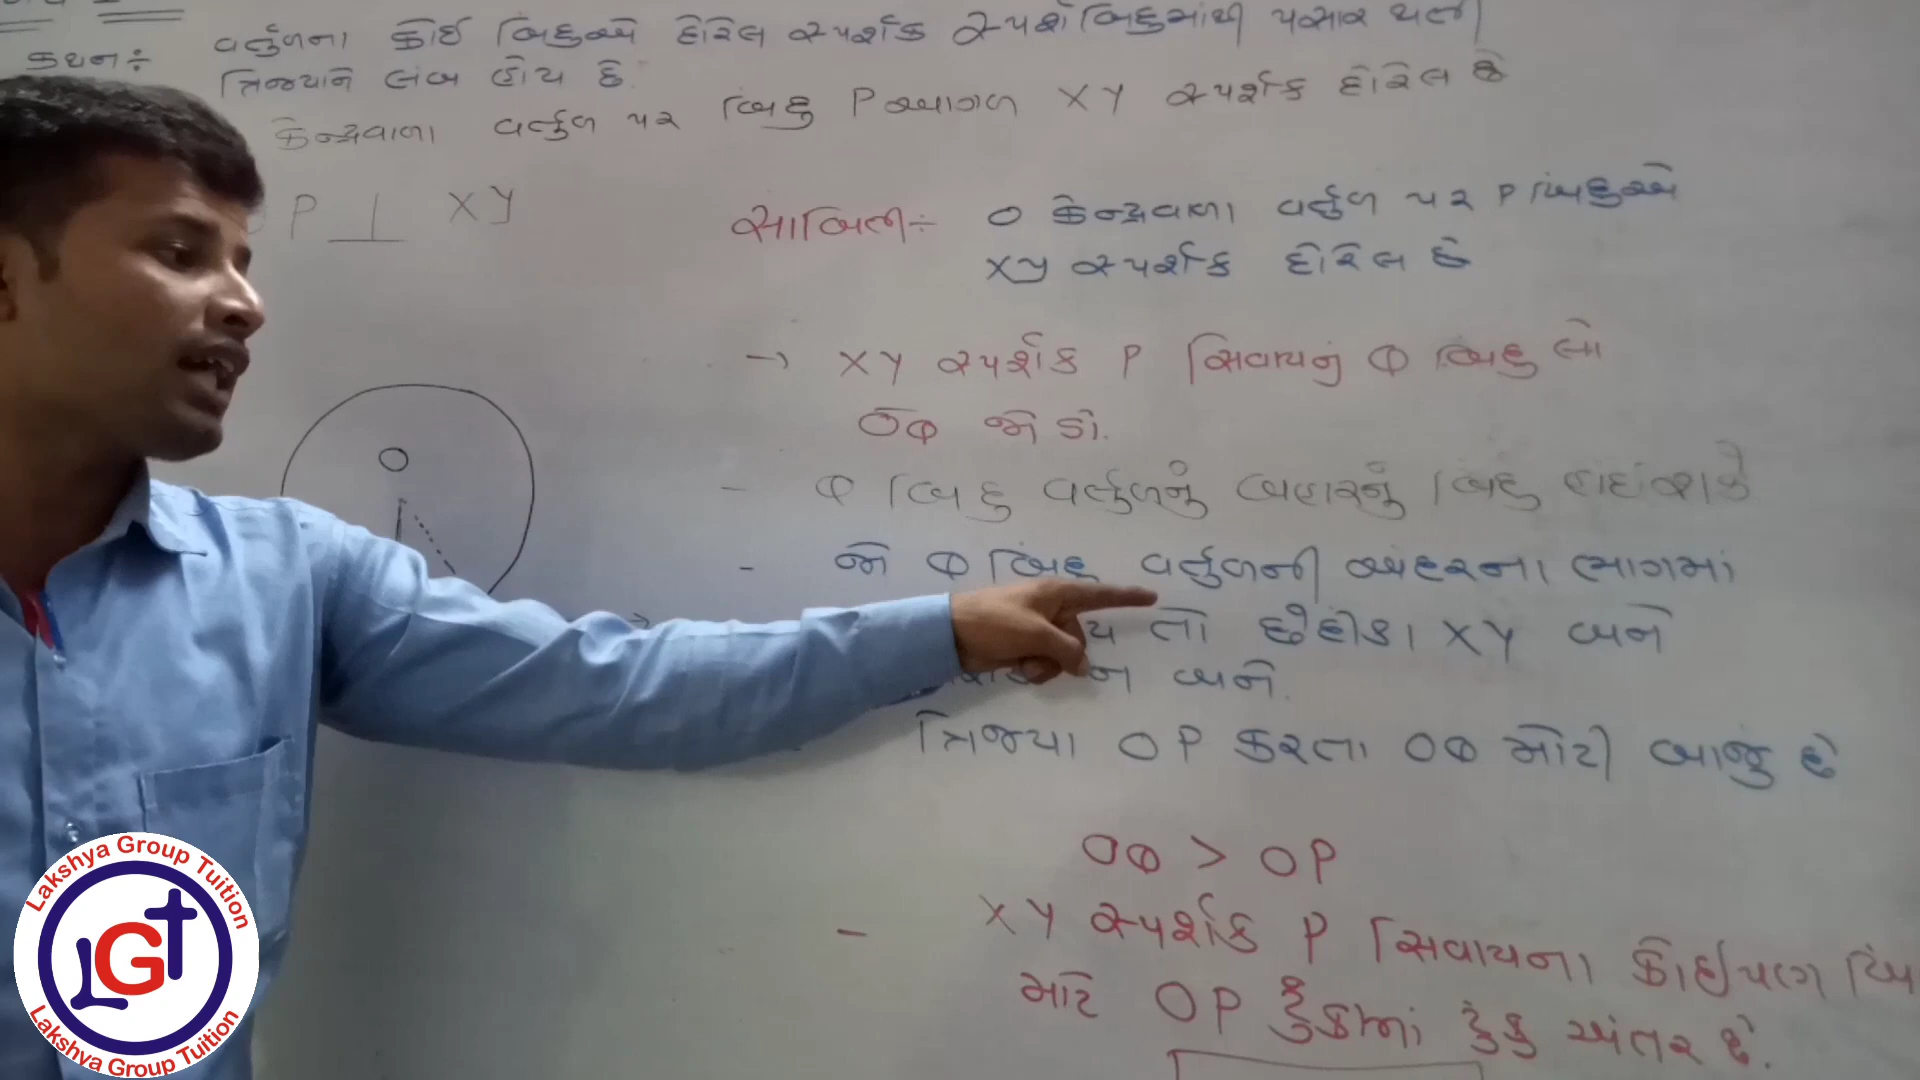 કથન ÷ વર્તુળના કોઈ બિંદુએ દોરેલ સ્પર્શક સ્પર્શબિંદુમાંથી પસાર થતી
ત્રિજ્યાને લંબ હોય છે.
કેન્દ્રવાળા વર્તુળ પર બિંદુ P આગળ XY સ્પર્શક દોરેલ છે
P ⊥ XY
સાબિતી ÷ O કેન્દ્રવાળા વર્તુળ પર P બિંદુએ
XY સ્પર્શક દોરેલ છે
→ XY સ્પર્શક P સિવાયનું Q બિંદુ લો
OQ જોડો.
O
- Q બિંદુ વર્તુળનું બહારનું બિંદુ
- જો Q બિંદુ વર્તુળની અંદરના ભાગમાં
ય તો છેદિકા XY બને
ન બને.
ત્રિજ્યા OP કરતા OQ મોટી બાજુ છે
OQ > OP
- XY સ્પર્શક P સિવાયના કોઈપણ બિ
માટે OP ટુંકામાં ટુંકુ અંતર છે.
Lakshya Group Tuition
LGT
Lakshya Group Tuition